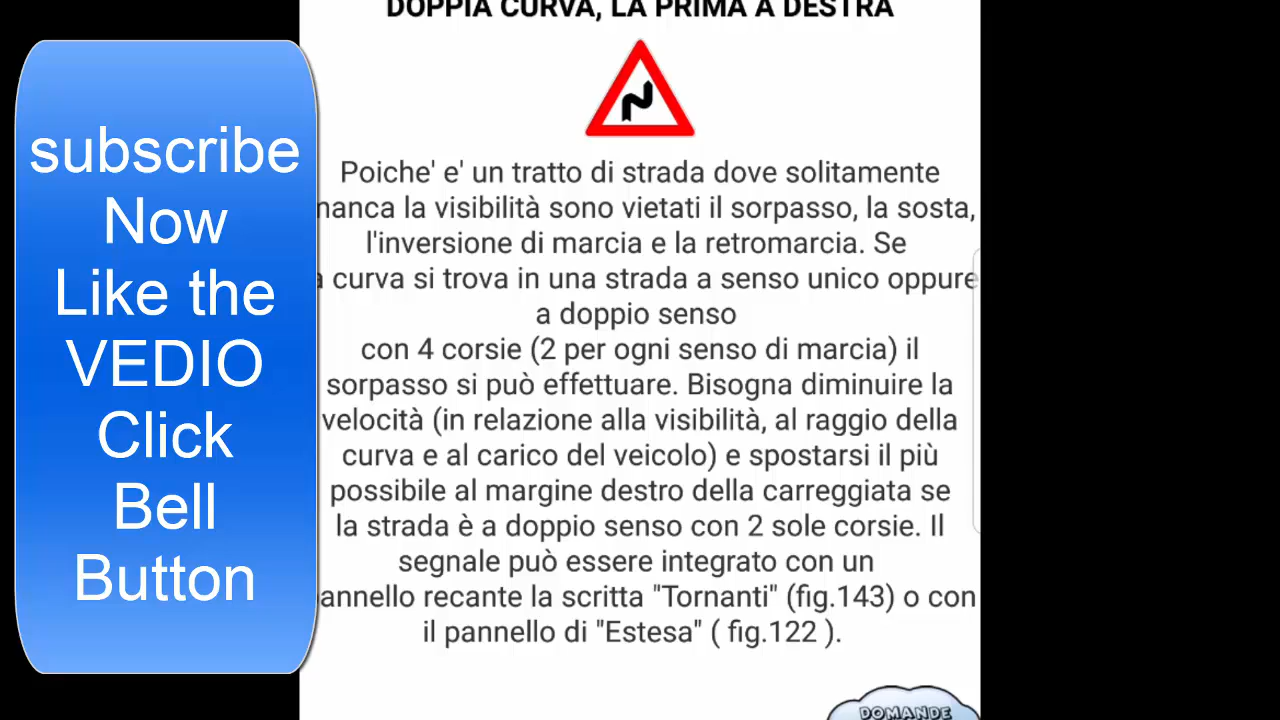 DOPPIA CURVA, LA PRIMA A DESTRA
subscribe
Now
Like the
VEDIO
Click
Bell
Button
Poiche' e' un tratto di strada dove solitamente
manca la visibilità sono vietati il sorpasso, la sosta,
l'inversione di marcia e la retromarcia. Se
a curva si trova in una strada a senso unico oppure
a doppio senso
con 4 corsie (2 per ogni senso di marcia) il
sorpasso si può effettuare. Bisogna diminuire la
velocità (in relazione alla visibilità, al raggio della
curva e al carico del veicolo) e spostarsi il più
possibile al margine destro della carreggiata se
la strada è a doppio senso con 2 sole corsie. Il
segnale può essere integrato con un
annello recante la scritta "Tornanti" (fig.143) o con
il pannello di "Estesa" ( fig.122 ).
DOMANDE